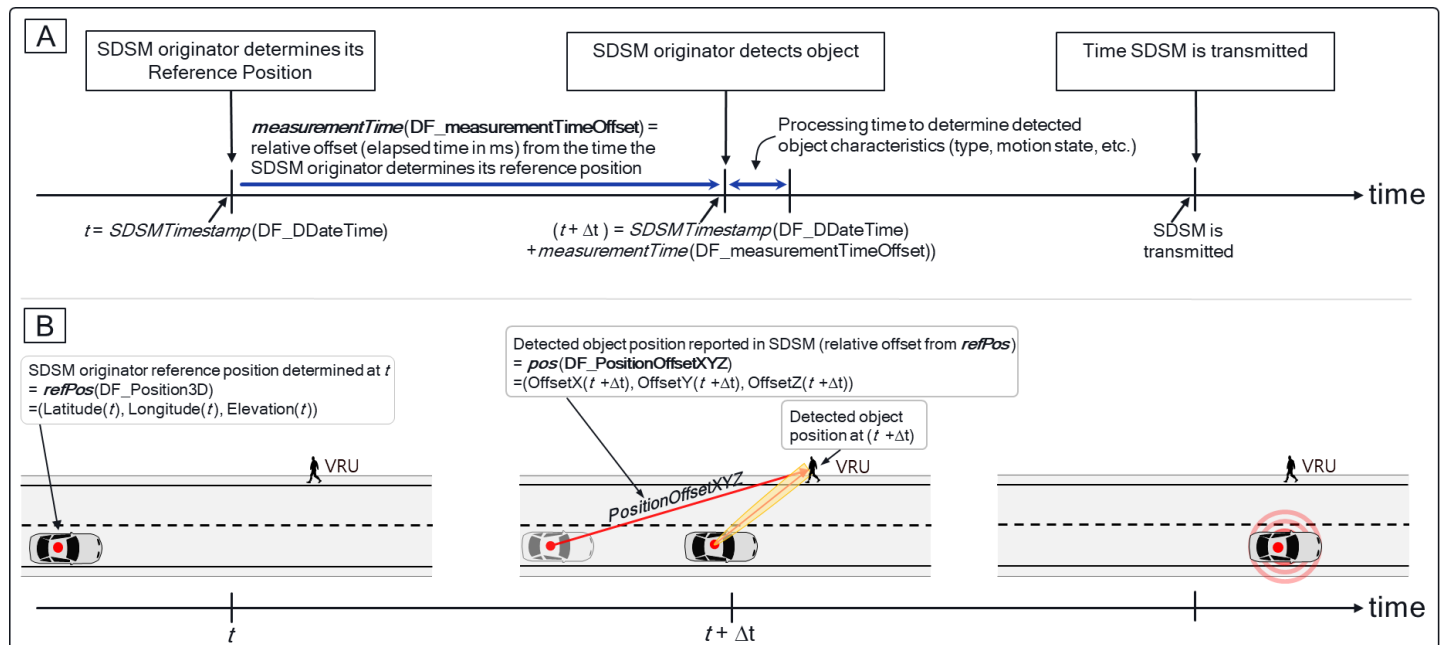 A
SDSM originator determines its
Reference Position
SDSM originator detects object
Time SDSM is transmitted
measurementTime(DF_measurementTimeOffset) =
relative offset (elapsed time in ms) from the time the
SDSM originator determines its reference position
Processing time to determine detected
object characteristics (type, motion state, etc.)
time
t = SDSMTimestamp(DF_DDateTime)
(t + Δt ) = SDSMTimestamp(DF_DDateTime)
+measurementTime(DF_measurementTimeOffset))
SDSM is
transmitted
B
SDSM originator reference position determined at t
= refPos(DF_Position3D)
=(Latitude(t), Longitude(t), Elevation(t))
Detected object position reported in SDSM (relative offset from refPos)
= pos(DF_PositionOffsetXYZ)
=(OffsetX(t +Δt), OffsetY(t +Δt), OffsetZ(t +Δt))
Detected object
position at (t +Δt)
VRU
VRU
VRU
PositionOffsetXYZ
time
t
t + Δt